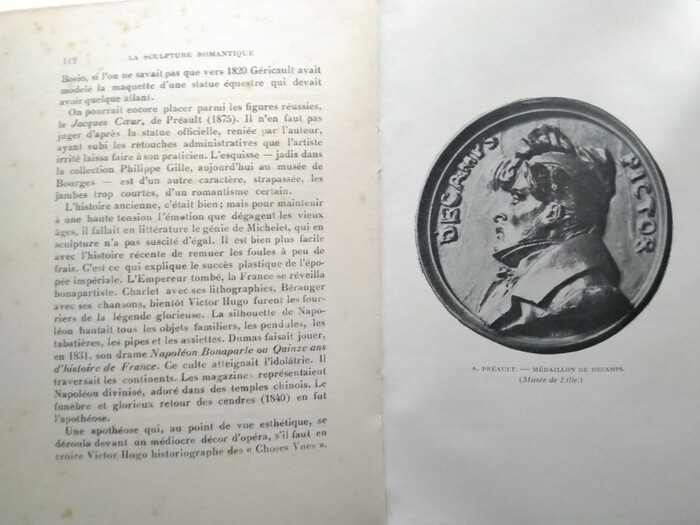 112
LA SCULPTURE ROMANTIQUE
Bosio, si l'on ne savait pas que vers 1820 Géricault avait
modelé la maquette d'une statue équestre qui devait
avoir quelque allant.
On pourrait encore placer parmi les figures réussies,
le Jacques Cœur, de Préault (1875). Il n'en faut pas
juger d'après la statue officielle, reniée par l'auteur,
ayant subi les retouches administratives que l'artiste
irrité laissa faire à son praticien. L'esquisse — jadis dans
la collection Philippe Gille, aujourd'hui au musée de
Bourges — est d'un autre caractère, strapassée, les
jambes trop courtes, d'un romantisme certain.
L'histoire ancienne, c'était bien ; mais pour maintenir
à une haute tension l'émotion que dégagent les vieux
âges, il fallait en littérature le génie de Michelet, qui en
sculpture n'a pas suscité d'égal. Il est bien plus facile
avec l'histoire récente de remuer les foules à peu de
frais. C'est ce qui explique le succès plastique de l'épo-
pée impériale. L'Empereur tombé, la France se réveilla
bonapartiste. Charlet avec ses lithographies, Béranger
avec ses chansons, bientôt Victor Hugo furent les four-
riers de la légende glorieuse. La silhouette de Napo-
léon hantait tous les objets familiers, les pendules, les
tabatières, les pipes et les assiettes. Dumas faisait jouer,
en 1831, son drame Napoléon Bonaparte ou Quinze ans
d'histoire de France. Ce culte atteignait l'idolâtrie. Il
traversait les continents. Les magazines représentaient
Napoléon divinisé, adoré dans des temples chinois. Le
funèbre et glorieux retour des cendres (1840) en fut
l'apothéose.
Une apothéose qui, au point de vue esthétique, se
déroula devant un médiocre décor d'opéra, s'il faut en
croire Victor Hugo historiographe des « Choses Vues ».
DECAMPS PICTOR
A. PRÉAULT. — MÉDAILLON DE DECAMPS.
(Musée de Lille.)